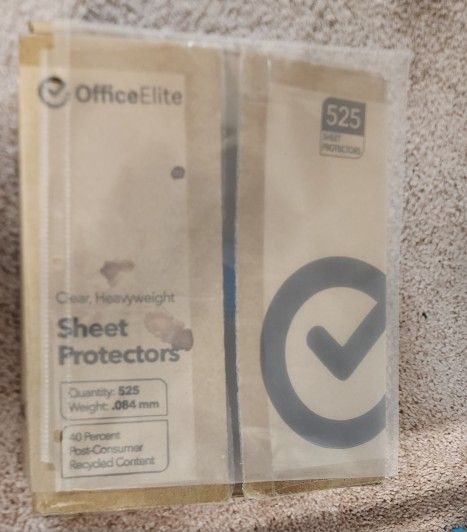 OfficeElite
525
SHEET
PROTECTORS
Clear, Heavyweight
Sheet
Protectors
Quantity: 525
Weight: .084 mm
40 Percent
Post-Consumer
Recycled Content